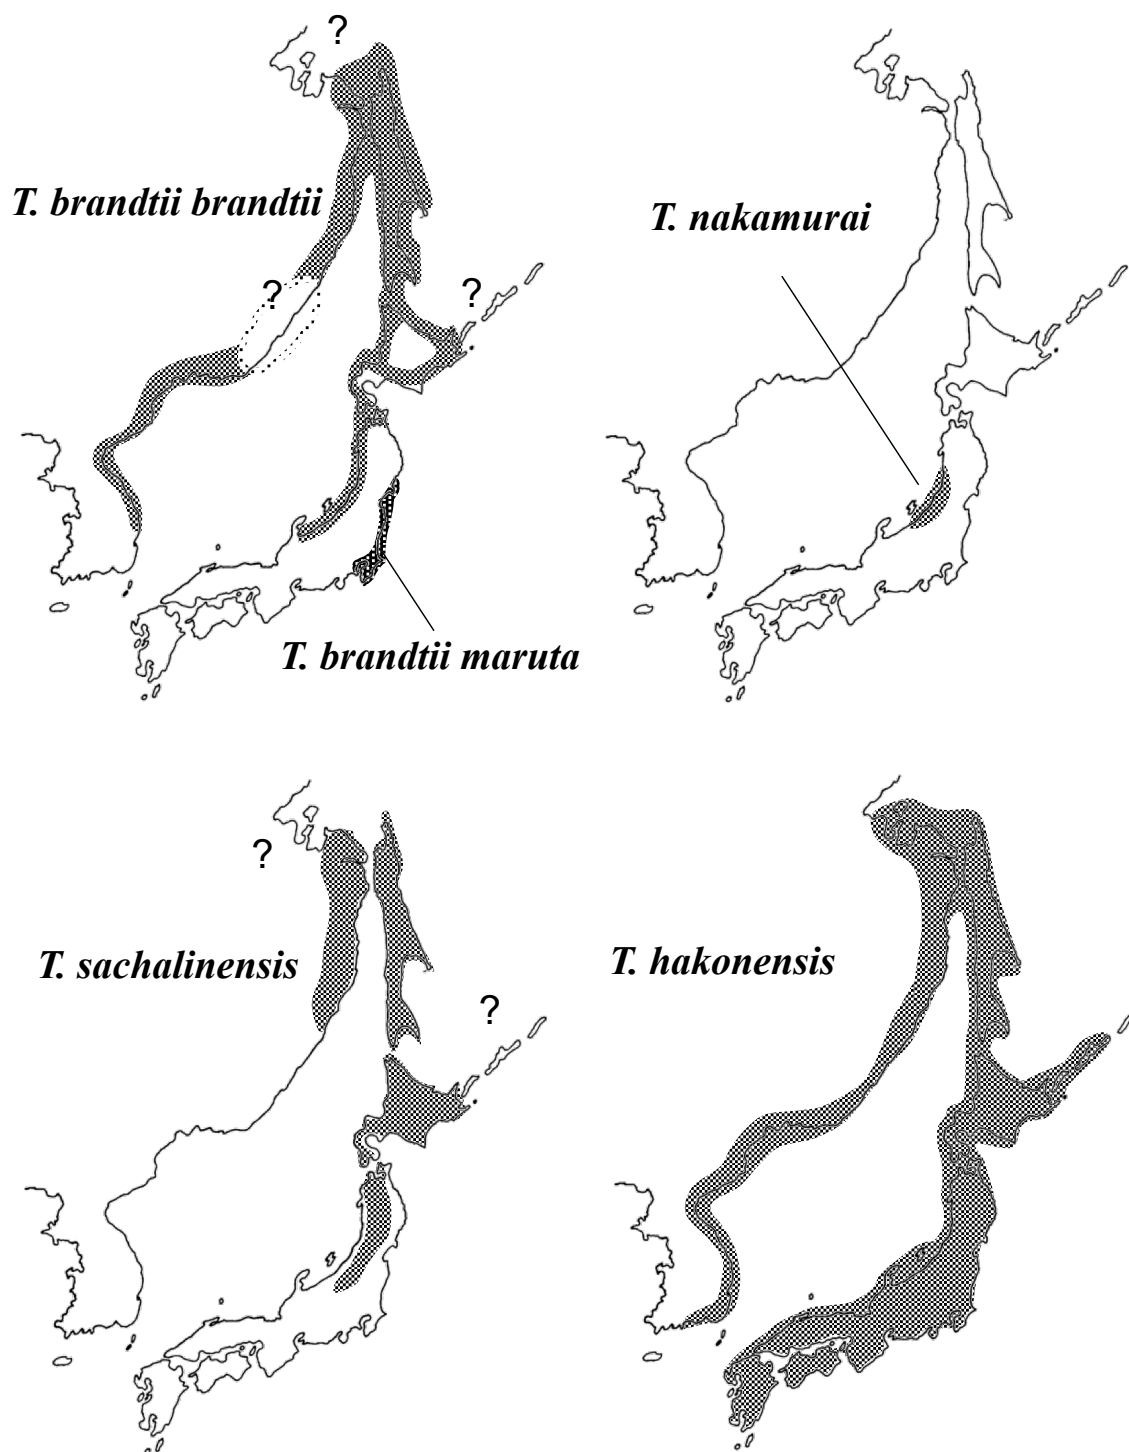 ?
T. brandtii brandtii
T. nakamurai
?
?
T. brandtii maruta
?
T. sachalinensis
T. hakonensis
?